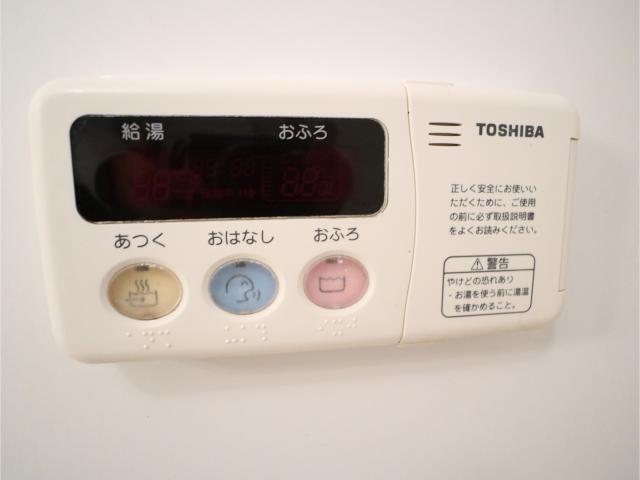 給湯 おふろ
あつく おはなし おふろ
TOSHIBA
正しく安全にお使いい
ただくために、ご使用
の前に必ず取扱説明書
をよくお読みください。
⚠警告
やけどの恐れあり
・お湯を使う前に湯温
を確かめること。